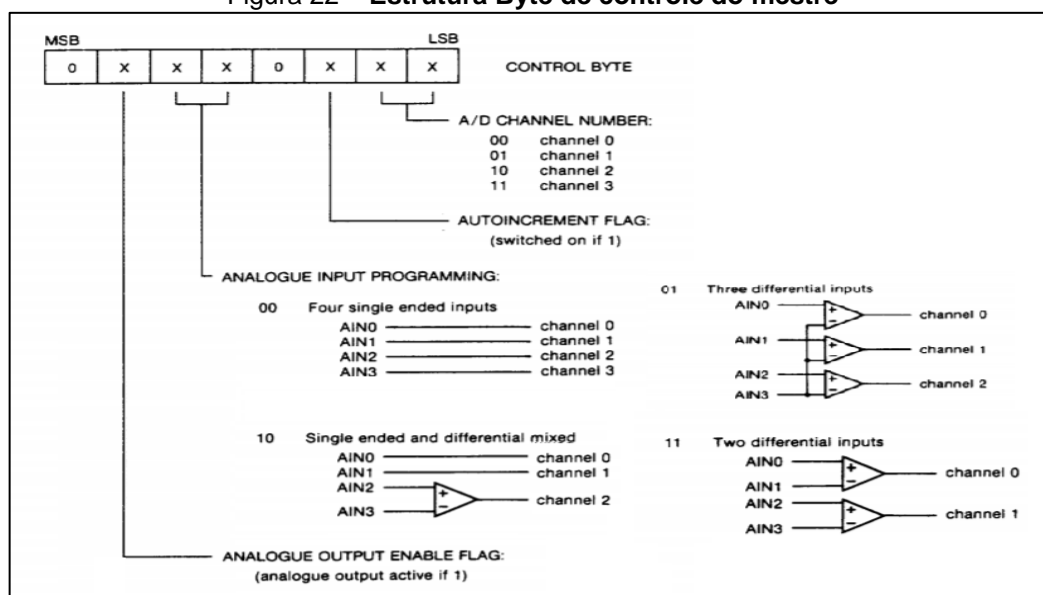 Figura 22 – Estrutura Byte de controle do mestre
MSB LSB
0 X X X 0 X X X CONTROL BYTE
A/D CHANNEL NUMBER:
00 channel 0
01 channel 1
10 channel 2
11 channel 3
AUTOINCREMENT FLAG:
(switched on if 1)
ANALOGUE INPUT PROGRAMMING:
00 Four single ended inputs
AIN0 channel 0
AIN1 channel 1
AIN2 channel 2
AIN3 channel 3
01 Three differential inputs
AIN0 + − channel 0
AIN1 + − channel 1
AIN2 + − channel 2
AIN3
10 Single ended and differential mixed
AIN0 channel 0
AIN1 channel 1
AIN2 + − channel 2
AIN3
11 Two differential inputs
AIN0 + − channel 0
AIN1
AIN2 + − channel 1
AIN3
ANALOGUE OUTPUT ENABLE FLAG:
(analogue output active if 1)